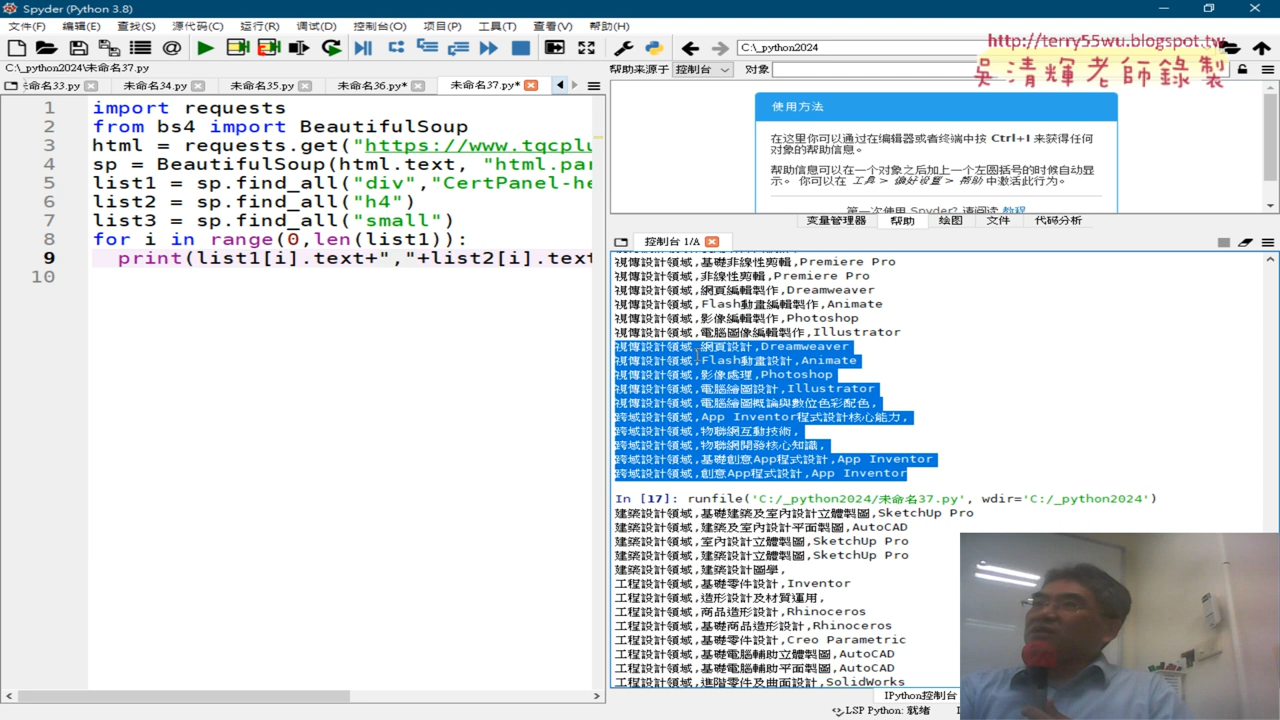 Spyder (Python 3.8)
文件(F) 编辑(E) 查找(S) 源代码(C) 运行(R) 调试(D) 控制台(O) 项目(P) 工具(T) 查看(V) 帮助(H)
C:\_python2024
http://terry55wu.blogspot.tw
吳清輝老師錄製
C:\_python2024\未命名37.py
帮助来源于 控制台 对象
未命名33.py 未命名34.py 未命名35.py 未命名36.py* 未命名37.py*
1 import requests
2 from bs4 import BeautifulSoup
3 html = requests.get("https://www.tqcplu
4 sp = BeautifulSoup(html.text, "html.par
5 list1 = sp.find_all("div","CertPanel-he
6 list2 = sp.find_all("h4")
7 list3 = sp.find_all("small")
8 for i in range(0,len(list1)):
9 print(list1[i].text+","+list2[i].text
10
使用方法
在这里你可以通过在编辑器或者终端中按 Ctrl+I 来获得任何
对象的帮助信息。
帮助信息可以在一个对象之后加上一个左圆括号的时候自动显
示。 你可以在 工具 > 偏好设置 > 帮助 中激活此行为。
第一次使用 Spyder? 请阅读 教程
变量管理器 帮助 绘图 文件 代码分析
控制台 1/A
視傳設計領域,基礎非線性剪輯,Premiere Pro
視傳設計領域,非線性剪輯,Premiere Pro
視傳設計領域,網頁編輯製作,Dreamweaver
視傳設計領域,Flash動畫編輯製作,Animate
視傳設計領域,影像編輯製作,Photoshop
視傳設計領域,電腦圖像編輯製作,Illustrator
視傳設計領域,網頁設計,Dreamweaver
視傳設計領域,Flash動畫設計,Animate
視傳設計領域,影像處理,Photoshop
視傳設計領域,電腦繪圖設計,Illustrator
視傳設計領域,電腦繪圖概論與數位色彩配色,
跨域設計領域,App Inventor程式設計核心能力,
跨域設計領域,物聯網互動技術,
跨域設計領域,物聯網開發核心知識,
跨域設計領域,基礎創意App程式設計,App Inventor
跨域設計領域,創意App程式設計,App Inventor
In [17]: runfile('C:/_python2024/未命名37.py', wdir='C:/_python2024')
建築設計領域,基礎建築及室內設計立體製圖,SketchUp Pro
建築設計領域,建築及室內設計平面製圖,AutoCAD
建築設計領域,室內設計立體製圖,SketchUp Pro
建築設計領域,建築設計立體製圖,SketchUp Pro
建築設計領域,建築設計圖學,
工程設計領域,基礎零件設計,Inventor
工程設計領域,造形設計及材質運用,
工程設計領域,商品造形設計,Rhinoceros
工程設計領域,基礎商品造形設計,Rhinoceros
工程設計領域,基礎零件設計,Creo Parametric
工程設計領域,基礎電腦輔助立體製圖,AutoCAD
工程設計領域,基礎電腦輔助平面製圖,AutoCAD
工程設計領域,進階零件及曲面設計,SolidWorks
IPython控制台
LSP Python: 就绪